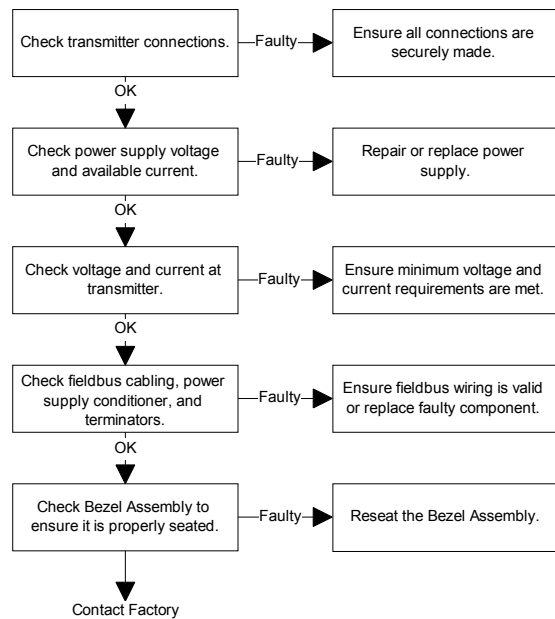 Check transmitter connections.
Faulty
Ensure all connections are
securely made.
OK
Check power supply voltage
and available current.
Faulty
Repair or replace power
supply.
OK
Check voltage and current at
transmitter.
Faulty
Ensure minimum voltage and
current requirements are met.
OK
Check fieldbus cabling, power
supply conditioner, and
terminators.
Faulty
Ensure fieldbus wiring is valid
or replace faulty component.
OK
Check Bezel Assembly to
ensure it is properly seated.
Faulty
Reseat the Bezel Assembly.
Contact Factory